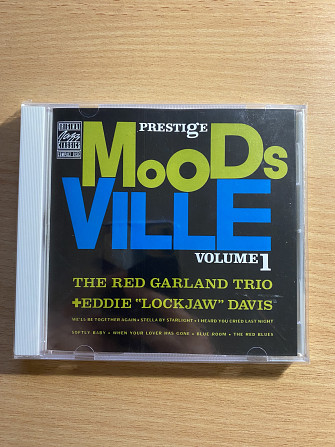 ORIGINAL
Jazz
CLASSICS
COMPACT DISC
PRESTIgE
MOODS
VILLE
VOLUME 1
THE RED GARLAND TRIO
+EDDIE "LOCKJAW" DAVIS
WE'LL BE TOGETHER AGAIN • STELLA BY STARLIGHT • I HEARD YOU CRIED LAST NIGHT
SOFTLY BABY • WHEN YOUR LOVER HAS GONE • BLUE ROOM • THE RED BLUES